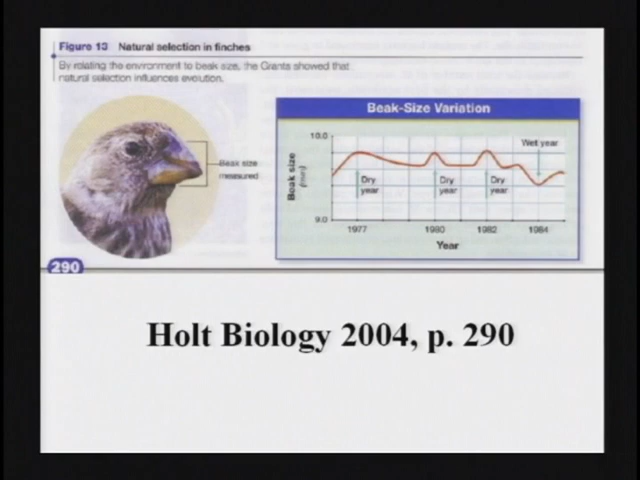 Figure 13 Natural selection in finches
By relating the environment to beak size, the Grants showed that
natural selection influences evolution.
Beak size
measured
Beak-Size Variation
Beak size
(mm)
10.0
9.0
Dry
year
Dry
year
Dry
year
Wet year
1977 1980 1982 1984
Year
290
Holt Biology 2004, p. 290